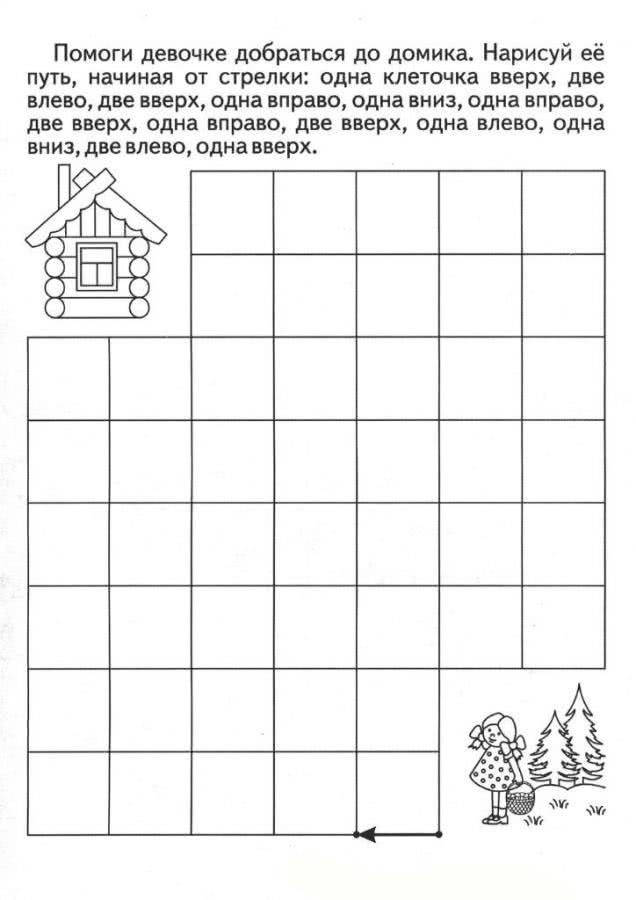 Помоги девочке добраться до домика. Нарисуй её
путь, начиная от стрелки: одна клеточка вверх, две
влево, две вверх, одна вправо, одна вниз, одна вправо,
две вверх, одна вправо, две вверх, одна влево, одна
вниз, две влево, одна вверх.